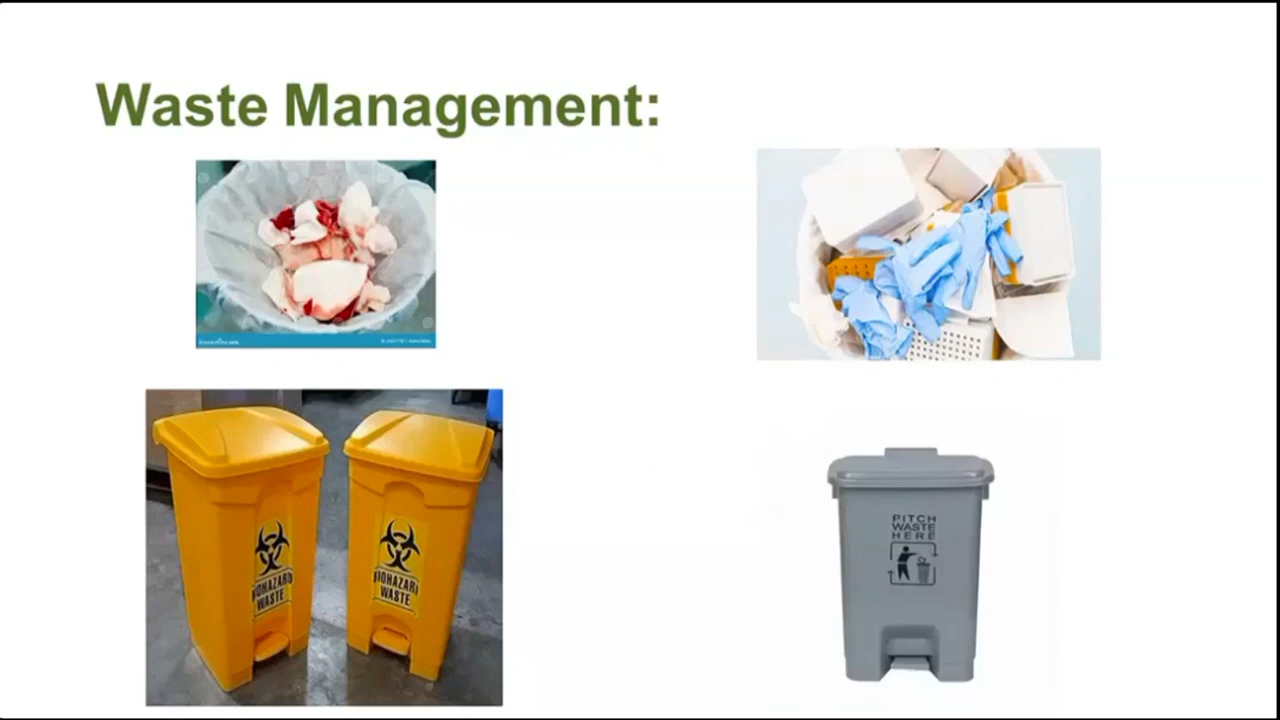 Waste Management:
BIOHAZARD
WASTE
BIOHAZARD
WASTE
PITCH
WASTE
HERE